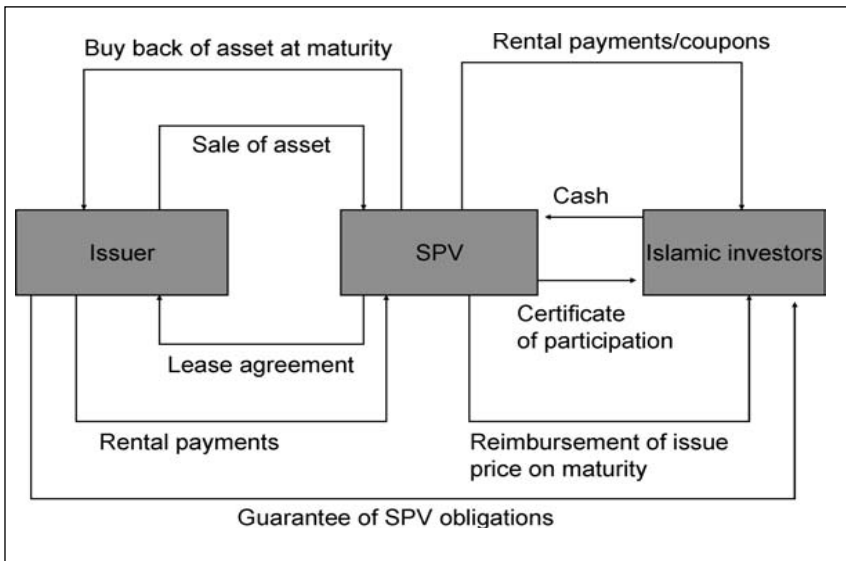 Buy back of asset at maturity
Rental payments/coupons
Sale of asset
Cash
Issuer
SPV
Islamic investors
Certificate
of participation
Lease agreement
Rental payments
Reimbursement of issue
price on maturity
Guarantee of SPV obligations